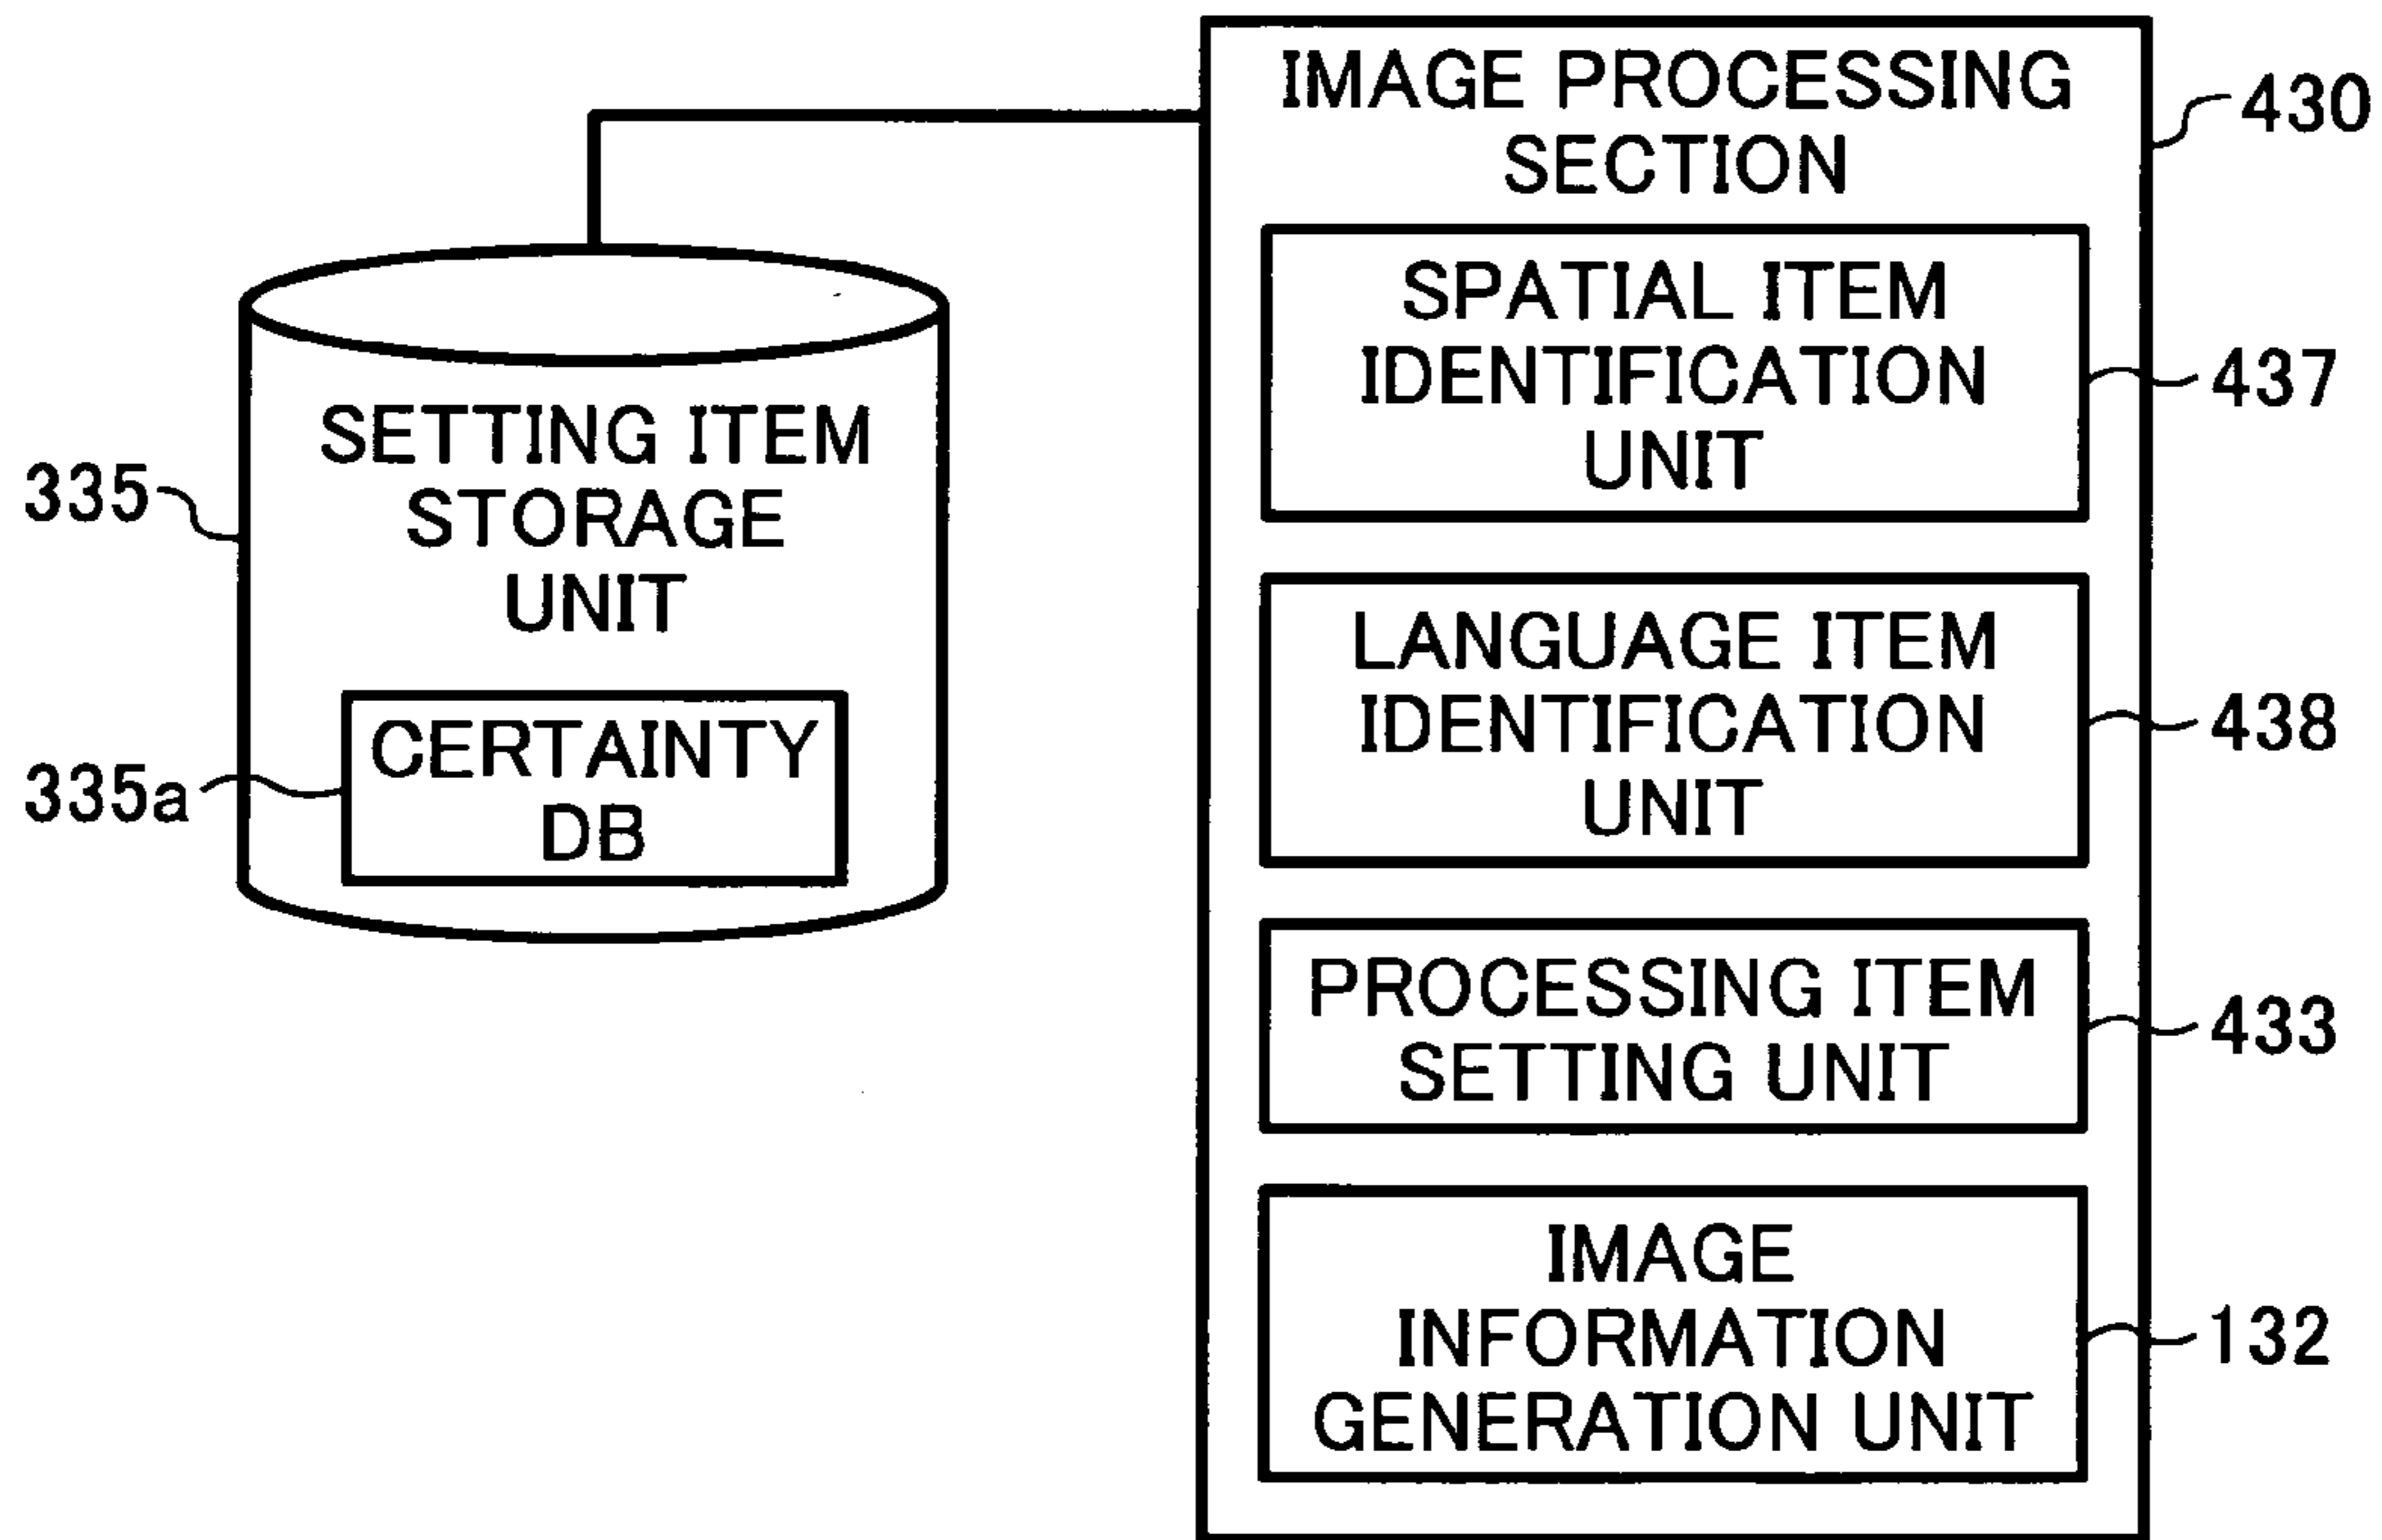 IMAGE PROCESSING
SECTION
430
SPATIAL ITEM
IDENTIFICATION
UNIT
437
LANGUAGE ITEM
IDENTIFICATION
UNIT
438
PROCESSING ITEM
SETTING UNIT
433
IMAGE
INFORMATION
GENERATION UNIT
132
SETTING ITEM
STORAGE
UNIT
335
CERTAINTY
DB
335a